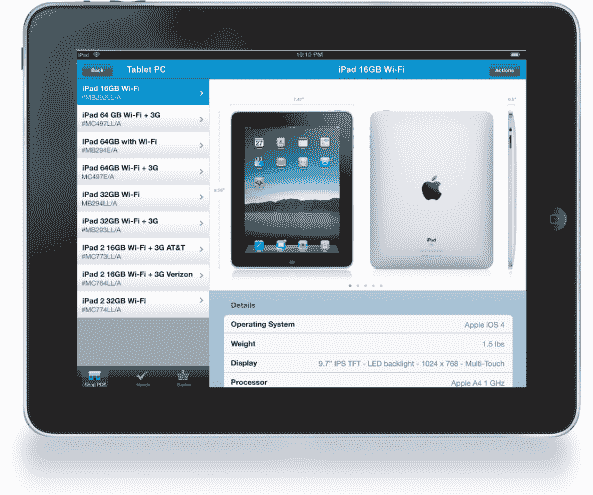 iPad
10:10 PM
Back
Tablet PC
iPad 16GB Wi-Fi
Actions
iPad 16GB Wi-Fi
#MB292LL/A
iPad 64 GB Wi-Fi + 3G
#MC497LL/A
iPad 64GB with Wi-Fi
#MB294E/A
iPad 64GB Wi-Fi + 3G
MC497E/A
iPad 32GB Wi-Fi
MB294LL/A
iPad 32GB Wi-Fi + 3G
#MB293LL/A
iPad 2 16GB Wi-Fi + 3G AT&T
#MC773LL/A
iPad 2 16GB Wi-Fi + 3G Verizon
#MC764LL/A
iPad 2 32GB Wi-Fi
#MC774LL/A
iPad
Details
Operating System
Apple iOS 4
Weight
1.5 lbs
Display
9.7" IPS TFT - LED backlight - 1024 x 768 - Multi-Touch
Processor
Apple A4 1 GHz